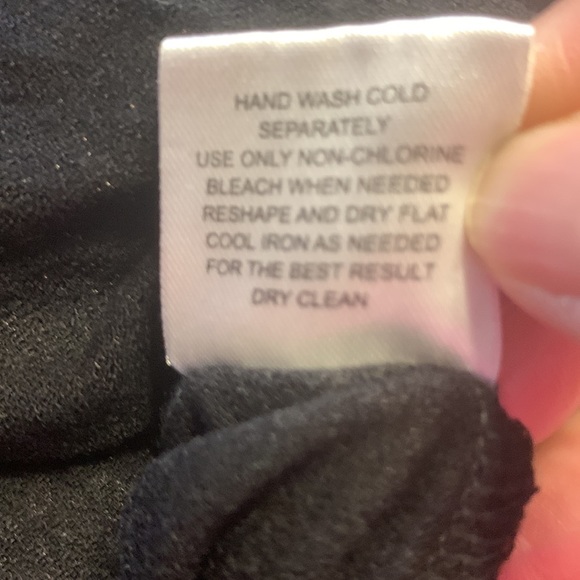 HAND WASH COLD
SEPARATELY
USE ONLY NON-CHLORINE
BLEACH WHEN NEEDED
RESHAPE AND DRY FLAT
COOL IRON AS NEEDED
FOR THE BEST RESULT
DRY CLEAN